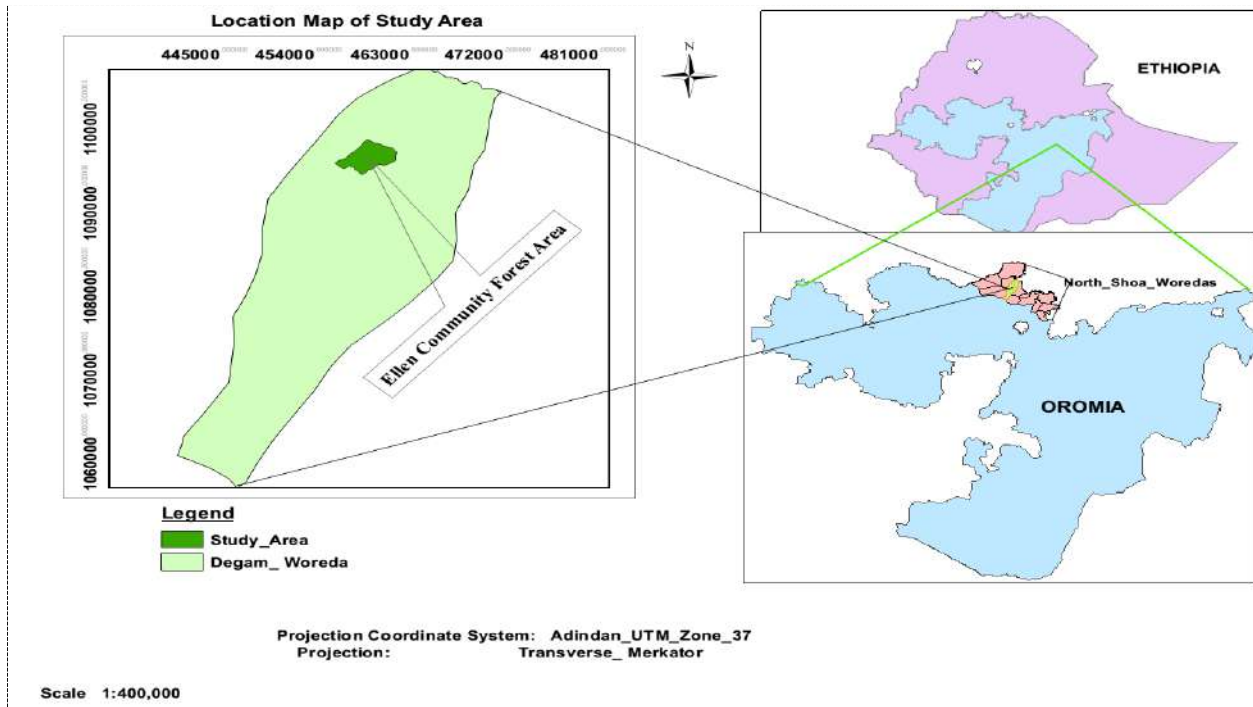 Location Map of Study Area
445000 454000 463000 472000 481000
N
1100000
1090000
1080000
1070000
1060000
Ellen Community Forest Area
Legend
Study_Area
Degam_ Woreda
ETHIOPIA
North_Shoa_Woredas
OROMIA
Projection Coordinate System: Adindan_UTM_Zone_37
Projection: Transverse_ Merkator
Scale 1:400,000